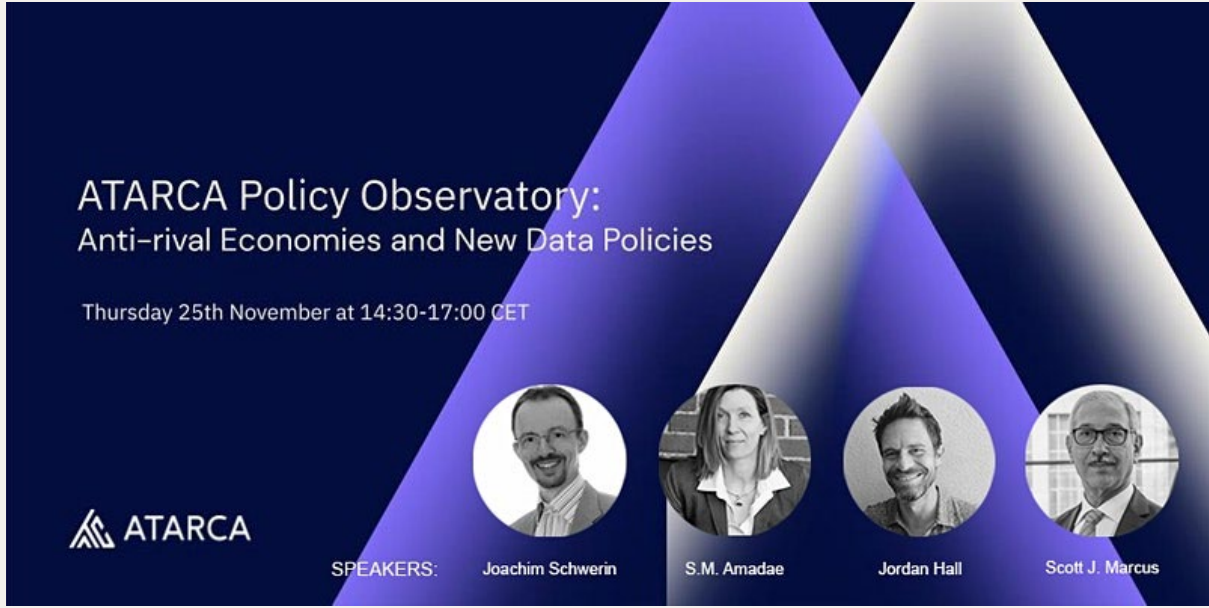 ATARCA Policy Observatory:
Anti-rival Economies and New Data Policies
Thursday 25th November at 14:30-17:00 CET
ATARCA
SPEAKERS:
Joachim Schwerin
S.M. Amadae
Jordan Hall
Scott J. Marcus